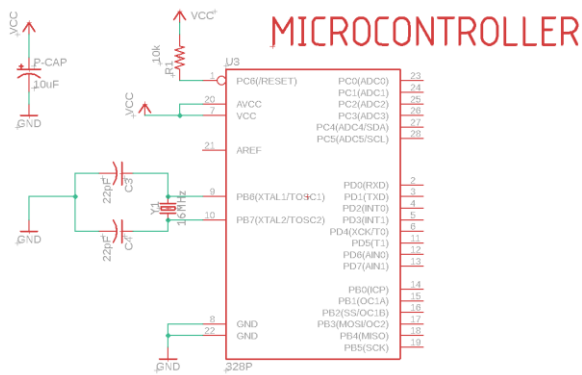 MICROCONTROLLER
VCC
P-CAP
10uF
GND
VCC
10k
R1
VCC
U3
1 PC6(/RESET)
20 AVCC
7 VCC
21 AREF
9 PB6(XTAL1/TOSC1)
10 PB7(XTAL2/TOSC2)
8 GND
22 GND
PC0(ADC0) 23
PC1(ADC1) 24
PC2(ADC2) 25
PC3(ADC3) 26
PC4(ADC4/SDA) 27
PC5(ADC5/SCL) 28
PD0(RXD) 2
PD1(TXD) 3
PD2(INT0) 4
PD3(INT1) 5
PD4(XCK/T0) 6
PD5(T1) 11
PD6(AIN0) 12
PD7(AIN1) 13
PB0(ICP) 14
PB1(OC1A) 15
PB2(SS/OC1B) 16
PB3(MOSI/OC2) 17
PB4(MISO) 18
PB5(SCK) 19
328P
22pF
C3
Y1
16MHz
22pF
C4
GND
GND